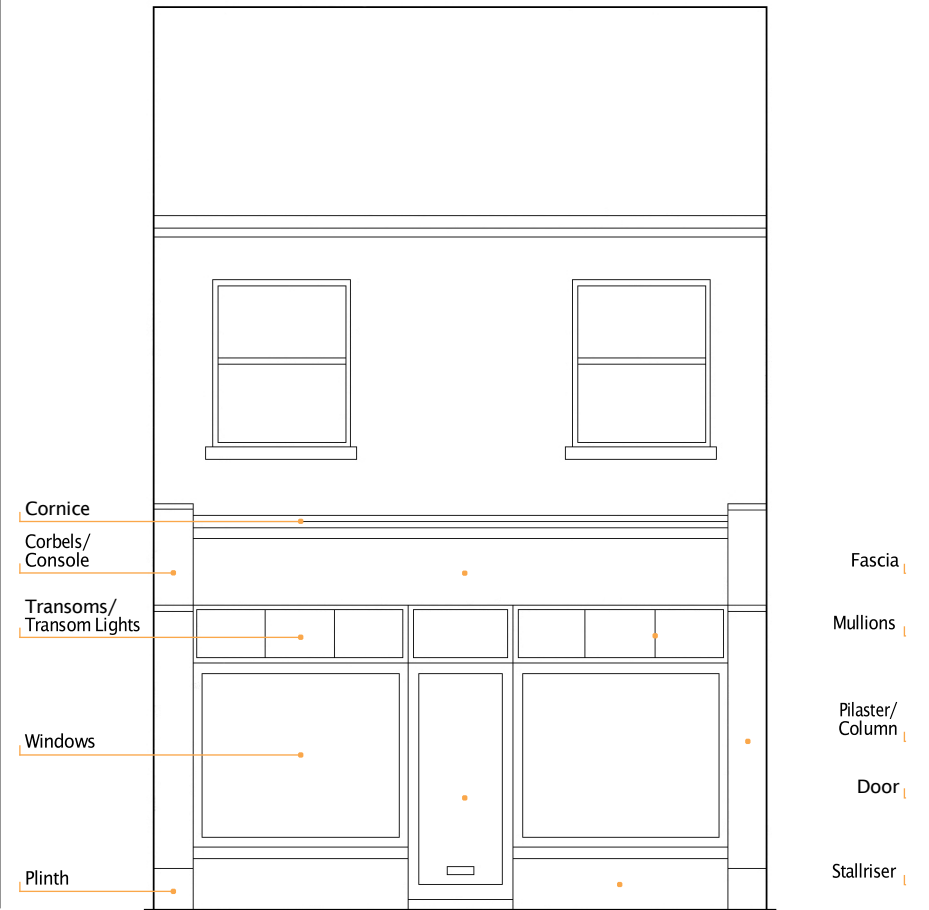 Cornice
Corbels/
Console
Transoms/
Transom Lights
Windows
Plinth
Fascia
Mullions
Pilaster/
Column
Door
Stallriser